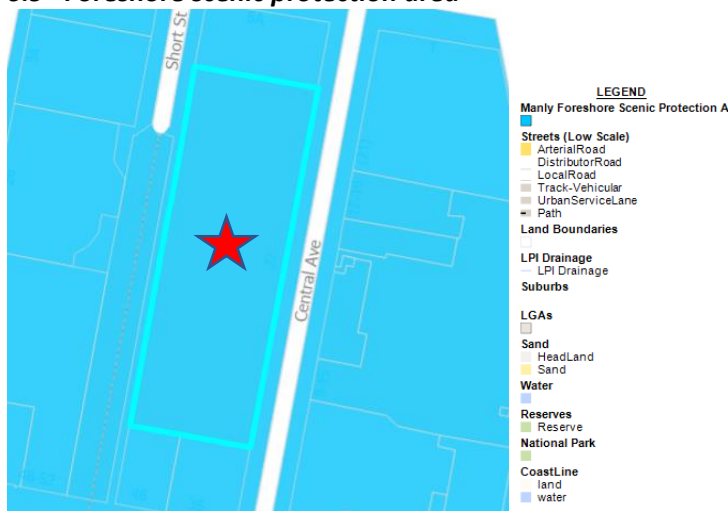 Foreshore scenic protection area
Short St
Central Ave
LEGEND
Manly Foreshore Scenic Protection A
Streets (Low Scale)
ArterialRoad
DistributorRoad
LocalRoad
Track-Vehicular
UrbanServiceLane
Path
Land Boundaries
LPI Drainage
LPI Drainage
Suburbs
LGAs
Sand
HeadLand
Sand
Water
Reserves
Reserve
National Park
CoastLine
land
water